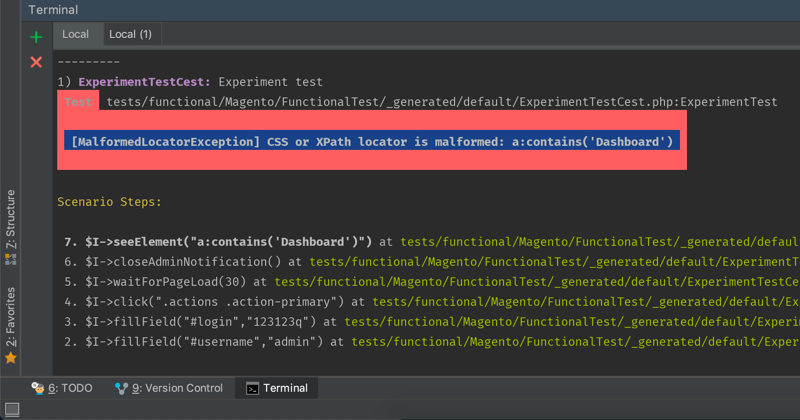 Terminal
Local
Local (1)
---------
1) ExperimentTestCest: Experiment test
Test tests/functional/Magento/FunctionalTest/_generated/default/ExperimentTestCest.php:ExperimentTest
[MalformedLocatorException] CSS or XPath locator is malformed: a:contains('Dashboard')
Scenario Steps:
7. $I->seeElement("a:contains('Dashboard')") at tests/functional/Magento/FunctionalTest/_generated/defaul
6. $I->closeAdminNotification() at tests/functional/Magento/FunctionalTest/_generated/default/ExperimentT
5. $I->waitForPageLoad(30) at tests/functional/Magento/FunctionalTest/_generated/default/ExperimentTestCe
4. $I->click(".actions .action-primary") at tests/functional/Magento/FunctionalTest/_generated/default/Ex
3. $I->fillField("#login","123123q") at tests/functional/Magento/FunctionalTest/_generated/default/Experim
2. $I->fillField("#username","admin") at tests/functional/Magento/FunctionalTest/_generated/default/Exper
7: Structure
2: Favorites
6: TODO
9: Version Control
Terminal